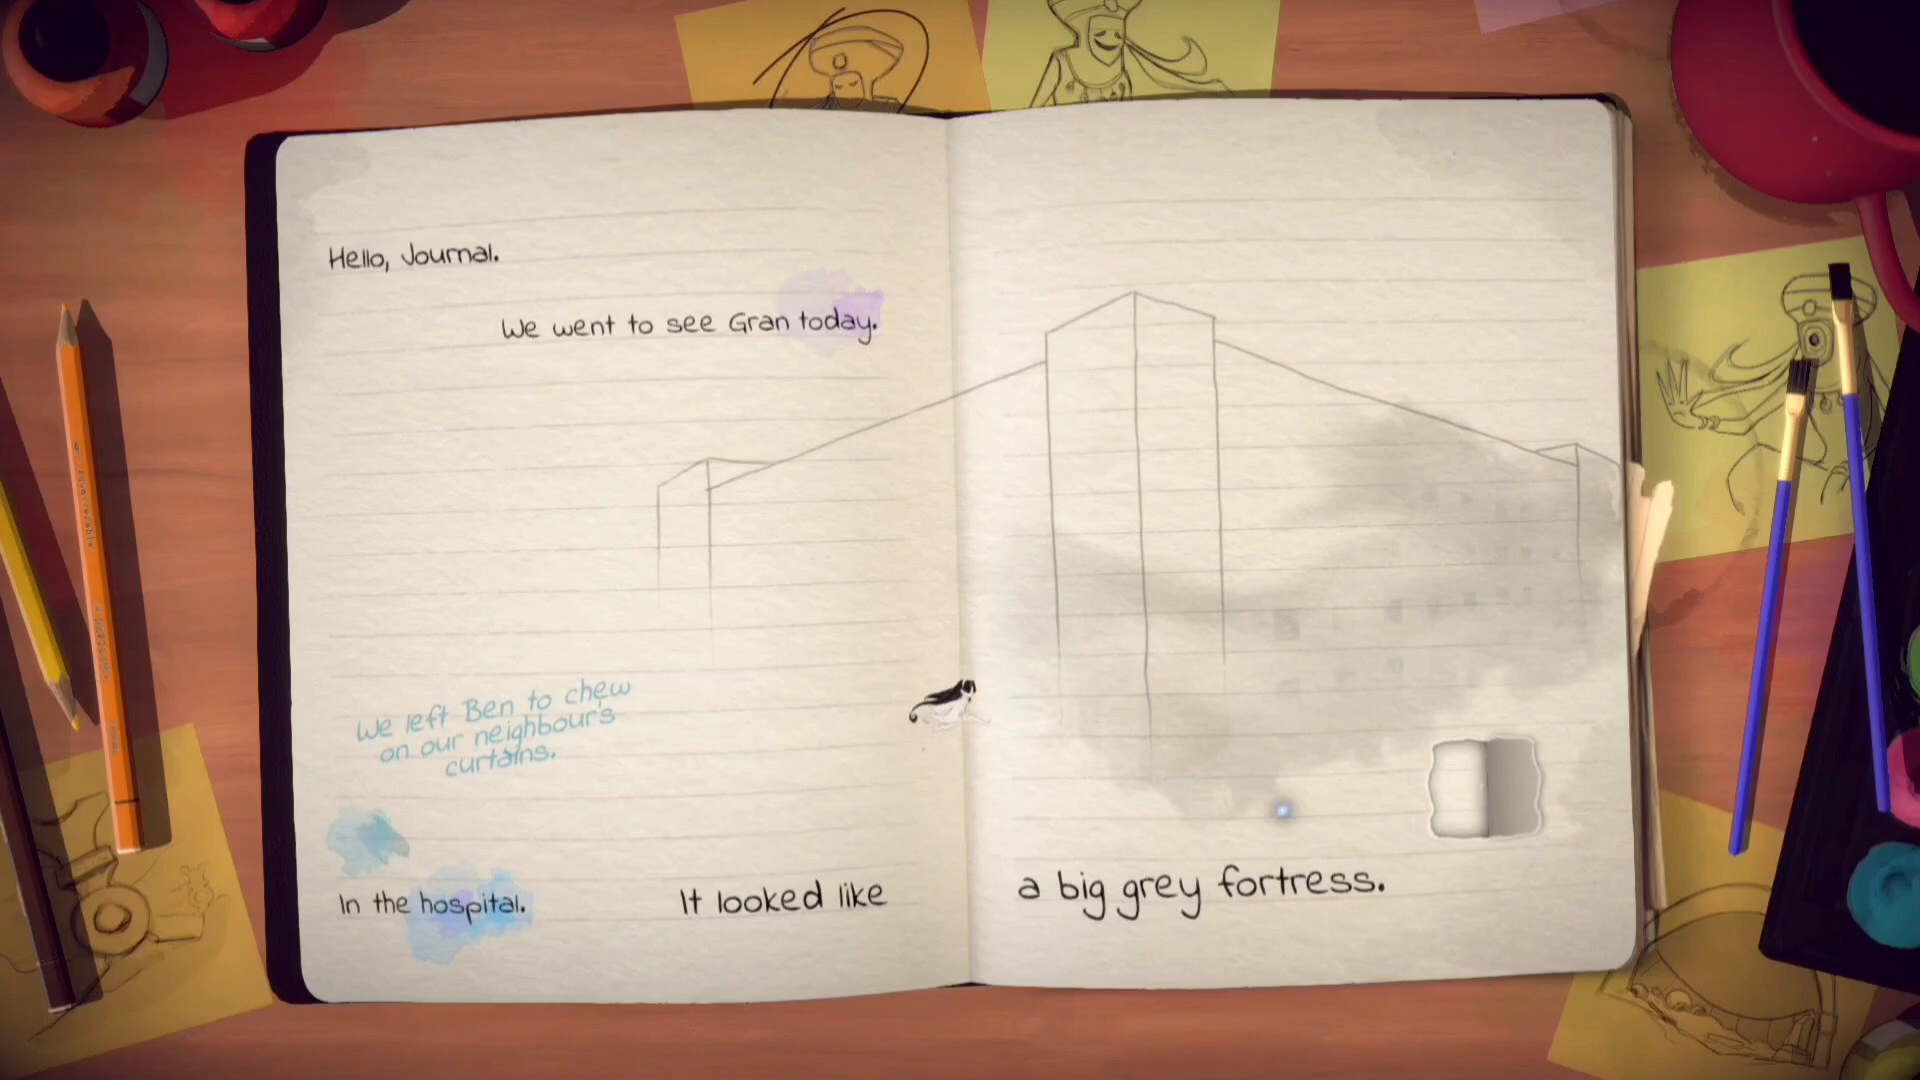 Hello, Journal.
We went to see Gran today.
We left Ben to chew
on our neighbour's
curtains.
In the hospital.
It looked like
a big grey fortress.